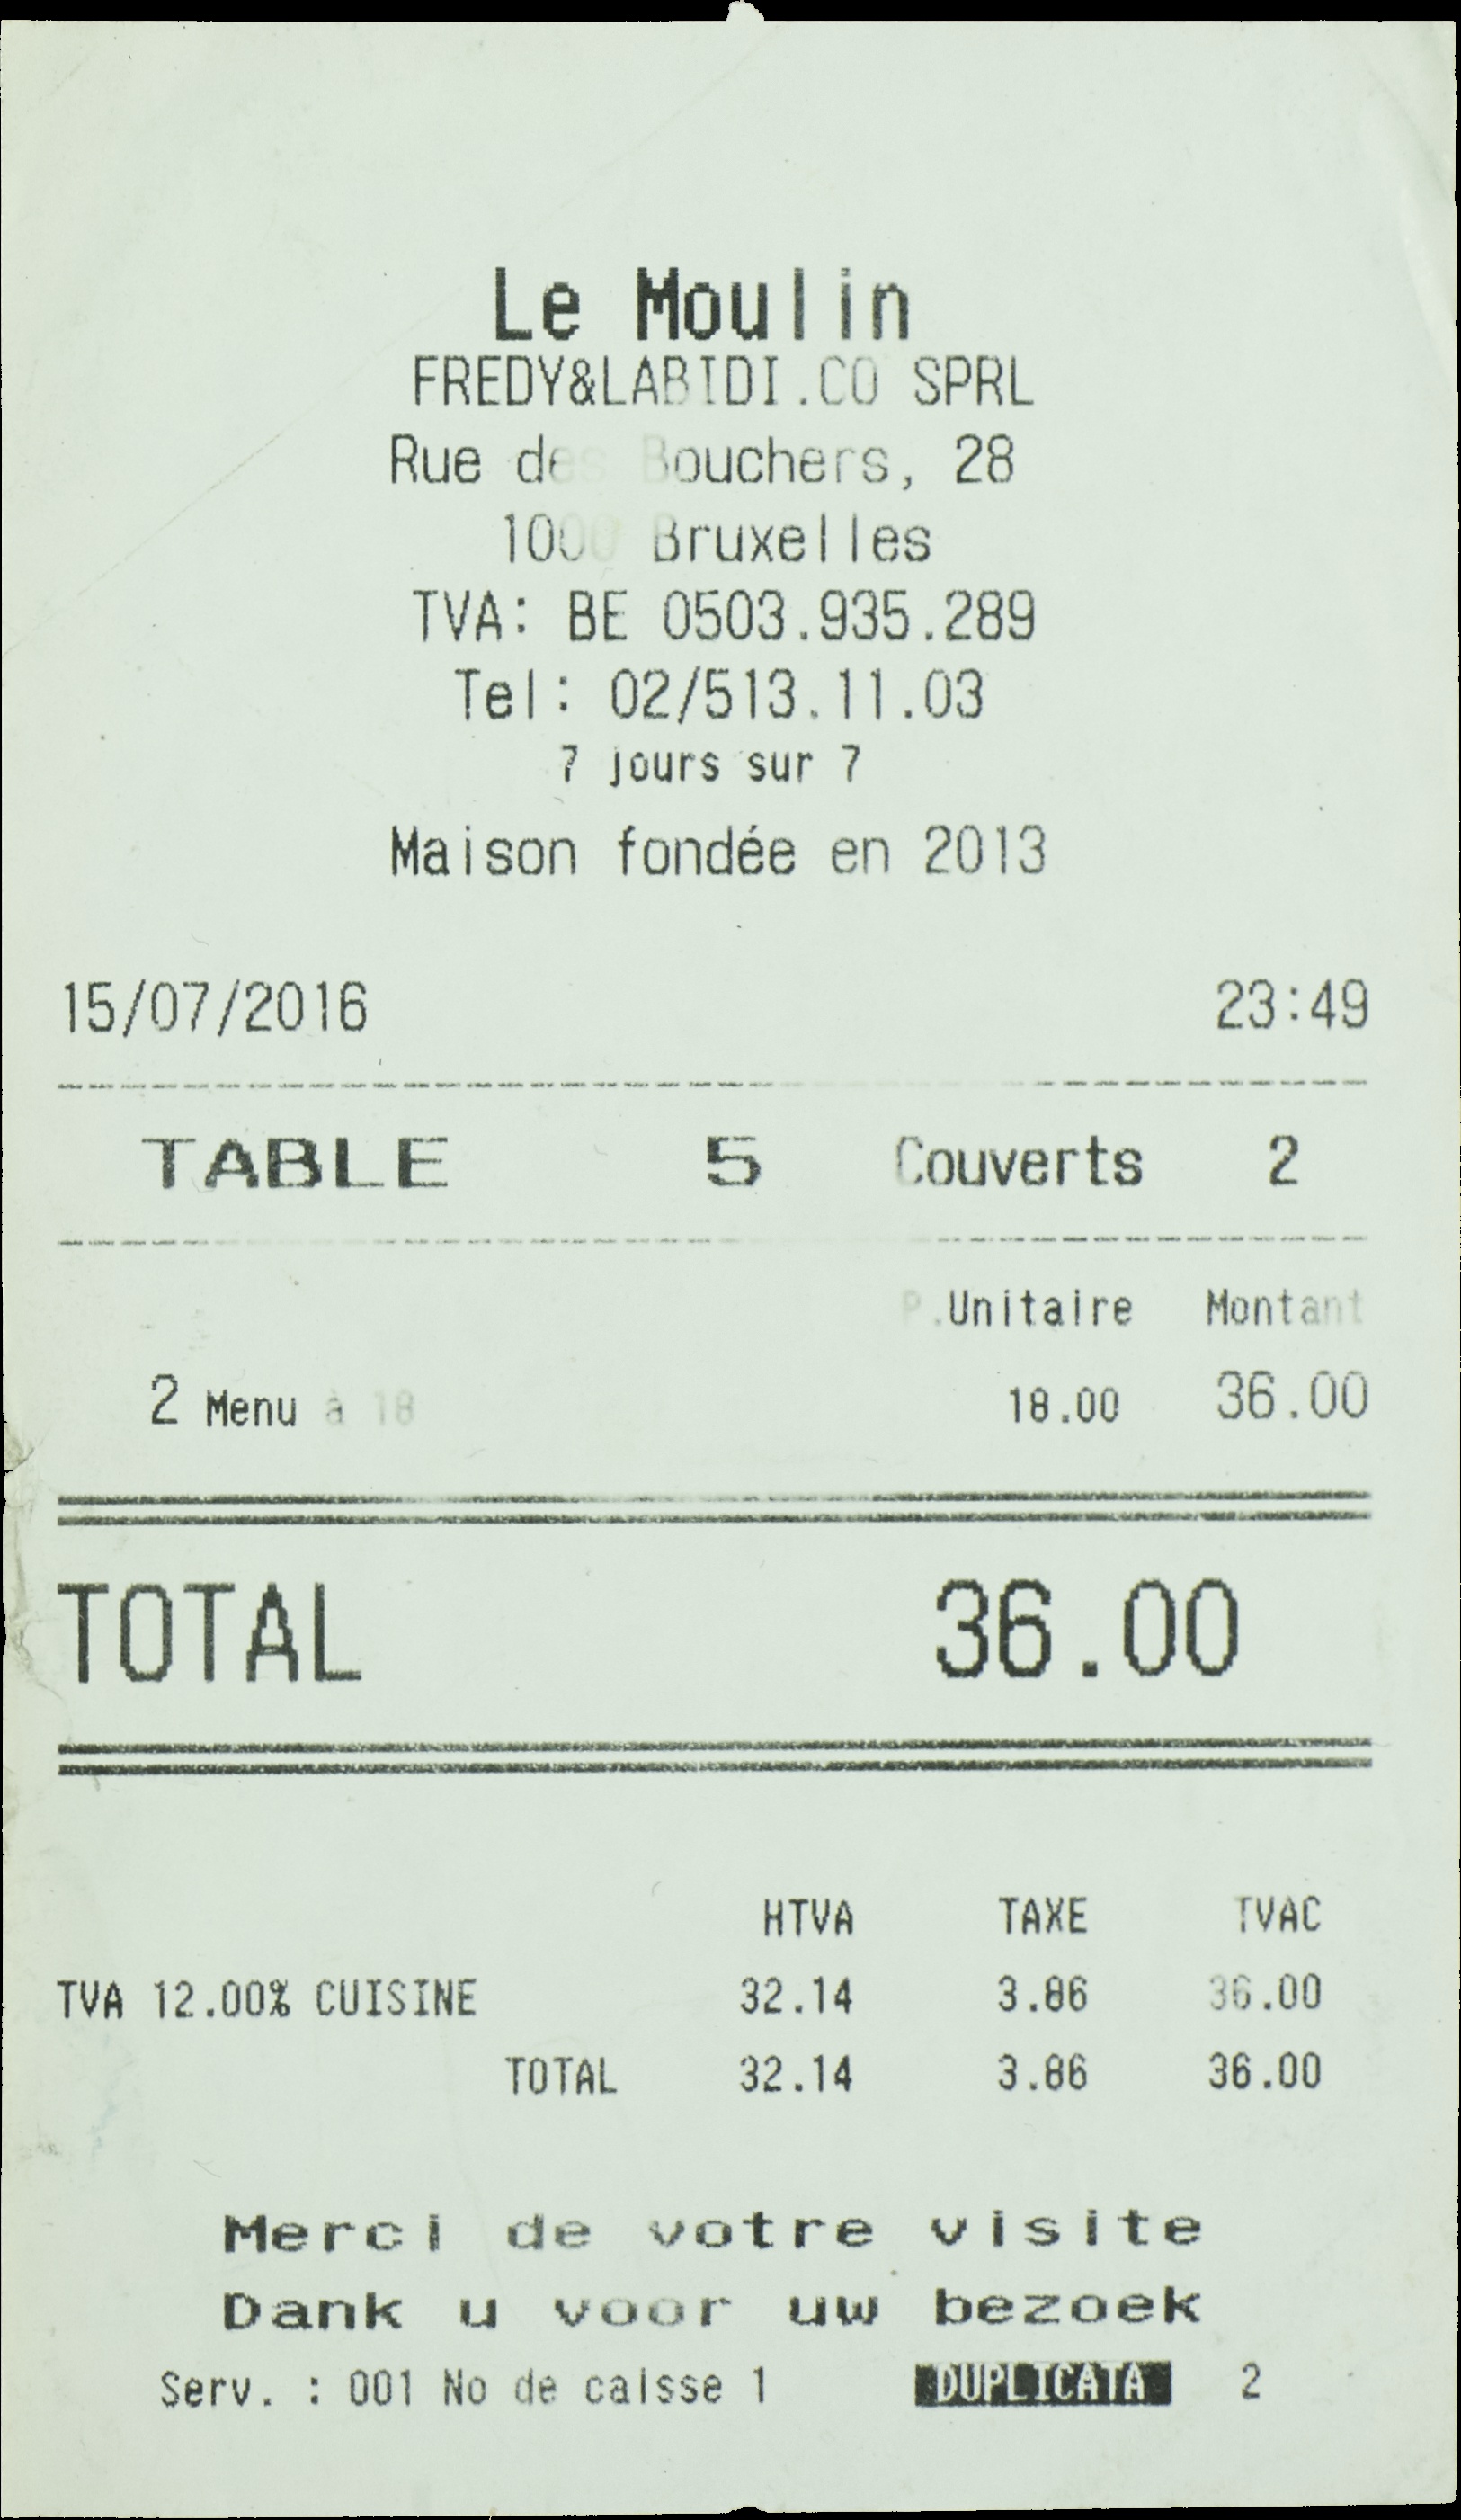 Le Moulin
FREDY&LABIDI.CO SPRL
Rue des Bouchers, 28
1000 Bruxelles
TVA: BE 0503.935.289
Tel: 02/513.11.03
7 jours sur 7
Maison fondée en 2013
15/07/2016 23:49
TABLE 5 Couverts 2
P.Unitaire Montant
2 Menu à 18 18.00 36.00
TOTAL 36.00
HTVA TAXE TVAC
TVA 12.00% CUISINE 32.14 3.86 36.00
TOTAL 32.14 3.86 36.00
Merci de votre visite
Dank u voor uw bezoek
Serv. : 001 No de caisse 1 DUPLICATA 2